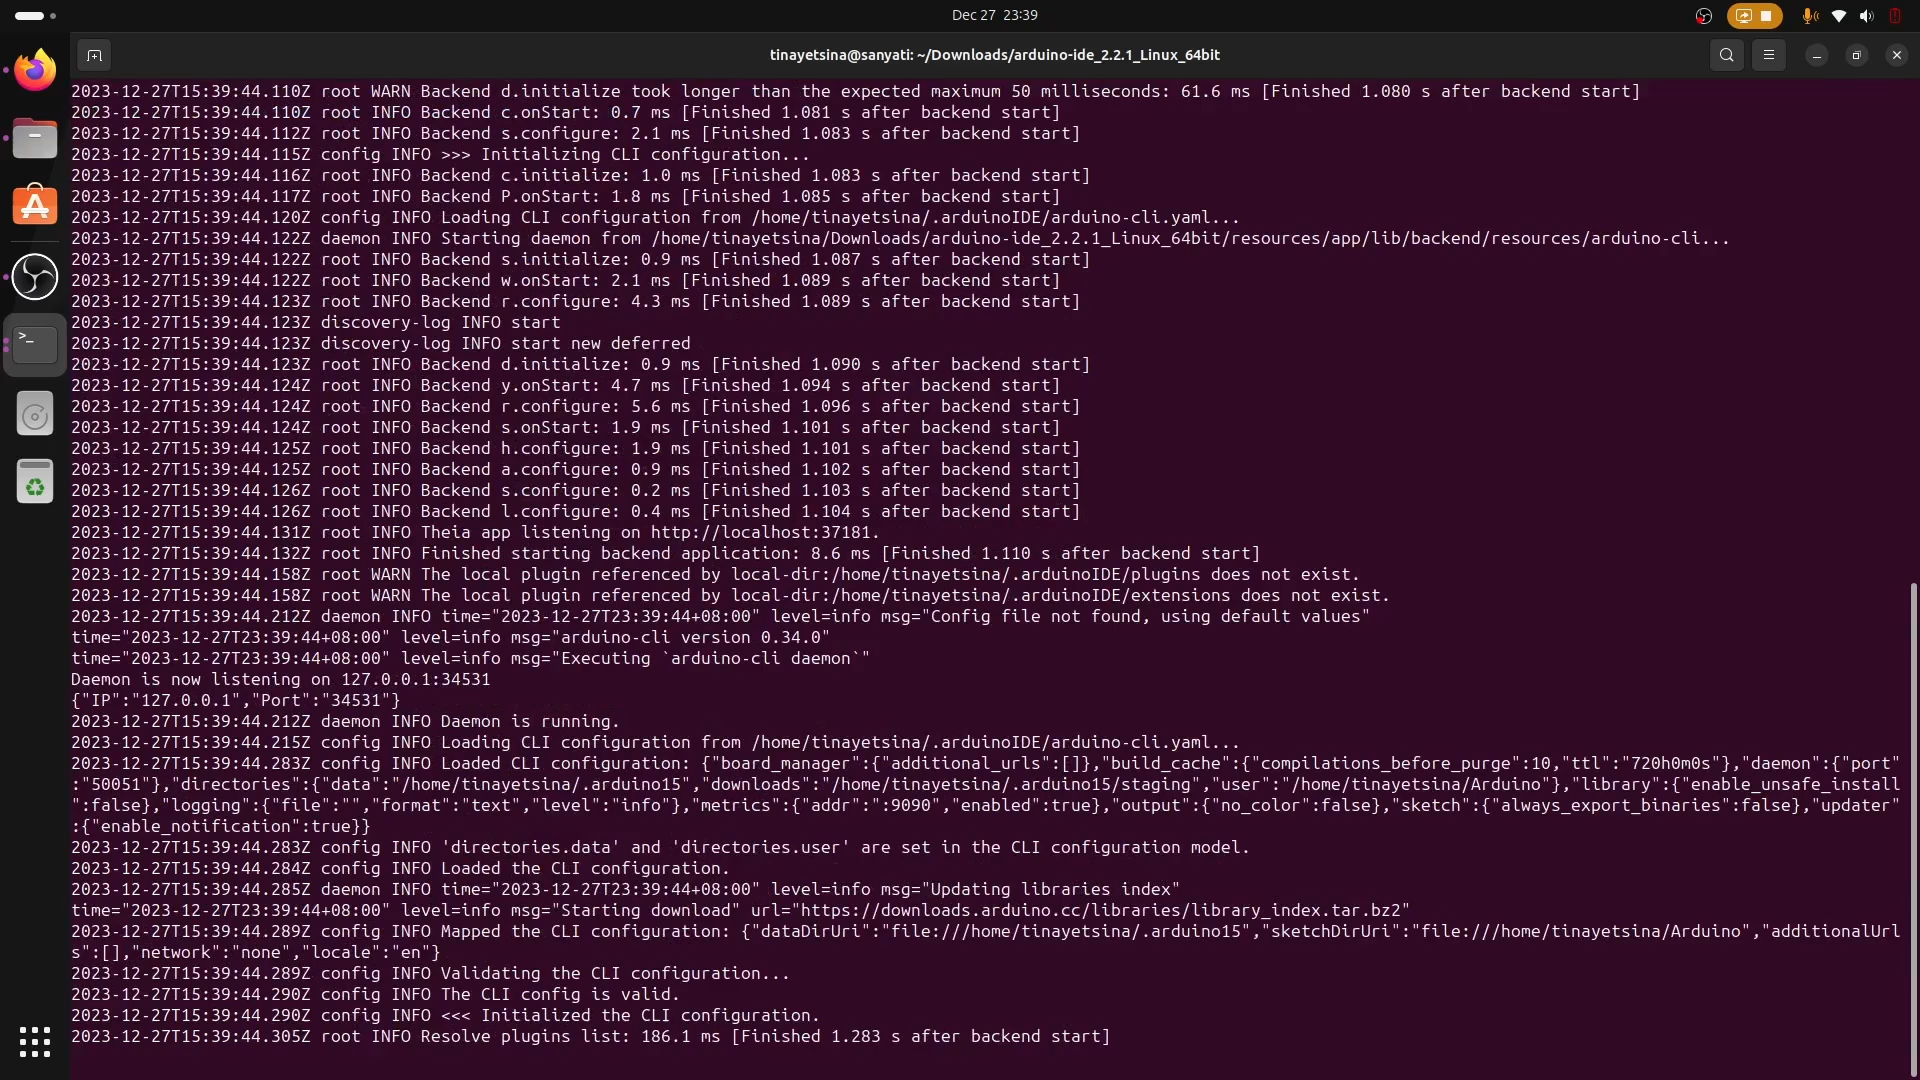 Dec 27 23:39
tinayetsina@sanyati: ~/Downloads/arduino-ide_2.2.1_Linux_64bit
2023-12-27T15:39:44.110Z root WARN Backend d.initialize took longer than the expected maximum 50 milliseconds: 61.6 ms [Finished 1.080 s after backend start]
2023-12-27T15:39:44.110Z root INFO Backend c.onStart: 0.7 ms [Finished 1.081 s after backend start]
2023-12-27T15:39:44.112Z root INFO Backend s.configure: 2.1 ms [Finished 1.083 s after backend start]
2023-12-27T15:39:44.115Z config INFO >>> Initializing CLI configuration...
2023-12-27T15:39:44.116Z root INFO Backend c.initialize: 1.0 ms [Finished 1.083 s after backend start]
2023-12-27T15:39:44.117Z root INFO Backend P.onStart: 1.8 ms [Finished 1.085 s after backend start]
2023-12-27T15:39:44.120Z config INFO Loading CLI configuration from /home/tinayetsina/.arduinoIDE/arduino-cli.yaml...
2023-12-27T15:39:44.122Z daemon INFO Starting daemon from /home/tinayetsina/Downloads/arduino-ide_2.2.1_Linux_64bit/resources/app/lib/backend/resources/arduino-cli...
2023-12-27T15:39:44.122Z root INFO Backend s.initialize: 0.9 ms [Finished 1.087 s after backend start]
2023-12-27T15:39:44.122Z root INFO Backend w.onStart: 2.1 ms [Finished 1.089 s after backend start]
2023-12-27T15:39:44.123Z root INFO Backend r.configure: 4.3 ms [Finished 1.089 s after backend start]
2023-12-27T15:39:44.123Z discovery-log INFO start
2023-12-27T15:39:44.123Z discovery-log INFO start new deferred
2023-12-27T15:39:44.123Z root INFO Backend d.initialize: 0.9 ms [Finished 1.090 s after backend start]
2023-12-27T15:39:44.124Z root INFO Backend y.onStart: 4.7 ms [Finished 1.094 s after backend start]
2023-12-27T15:39:44.124Z root INFO Backend r.configure: 5.6 ms [Finished 1.096 s after backend start]
2023-12-27T15:39:44.124Z root INFO Backend s.onStart: 1.9 ms [Finished 1.101 s after backend start]
2023-12-27T15:39:44.125Z root INFO Backend h.configure: 1.9 ms [Finished 1.101 s after backend start]
2023-12-27T15:39:44.125Z root INFO Backend a.configure: 0.9 ms [Finished 1.102 s after backend start]
2023-12-27T15:39:44.126Z root INFO Backend s.configure: 0.2 ms [Finished 1.103 s after backend start]
2023-12-27T15:39:44.126Z root INFO Backend l.configure: 0.4 ms [Finished 1.104 s after backend start]
2023-12-27T15:39:44.131Z root INFO Theia app listening on http://localhost:37181.
2023-12-27T15:39:44.132Z root INFO Finished starting backend application: 8.6 ms [Finished 1.110 s after backend start]
2023-12-27T15:39:44.158Z root WARN The local plugin referenced by local-dir:/home/tinayetsina/.arduinoIDE/plugins does not exist.
2023-12-27T15:39:44.158Z root WARN The local plugin referenced by local-dir:/home/tinayetsina/.arduinoIDE/extensions does not exist.
2023-12-27T15:39:44.212Z daemon INFO time="2023-12-27T23:39:44+08:00" level=info msg="Config file not found, using default values"
time="2023-12-27T23:39:44+08:00" level=info msg="arduino-cli version 0.34.0"
time="2023-12-27T23:39:44+08:00" level=info msg="Executing `arduino-cli daemon`"
Daemon is now listening on 127.0.0.1:34531
{"IP":"127.0.0.1","Port":"34531"}
2023-12-27T15:39:44.212Z daemon INFO Daemon is running.
2023-12-27T15:39:44.215Z config INFO Loading CLI configuration from /home/tinayetsina/.arduinoIDE/arduino-cli.yaml...
2023-12-27T15:39:44.283Z config INFO Loaded CLI configuration: {"board_manager":{"additional_urls":[]},"build_cache":{"compilations_before_purge":10,"ttl":"720h0m0s"},"daemon":{"port"
:"50051"},"directories":{"data":"/home/tinayetsina/.arduino15","downloads":"/home/tinayetsina/.arduino15/staging","user":"/home/tinayetsina/Arduino"},"library":{"enable_unsafe_install"
:false},"logging":{"file":"","format":"text","level":"info"},"metrics":{"addr":":9090","enabled":true},"output":{"no_color":false},"sketch":{"always_export_binaries":false},"updater"
:{"enable_notification":true}}
2023-12-27T15:39:44.283Z config INFO 'directories.data' and 'directories.user' are set in the CLI configuration model.
2023-12-27T15:39:44.284Z config INFO Loaded the CLI configuration.
2023-12-27T15:39:44.285Z daemon INFO time="2023-12-27T23:39:44+08:00" level=info msg="Updating libraries index"
time="2023-12-27T23:39:44+08:00" level=info msg="Starting download" url="https://downloads.arduino.cc/libraries/library_index.tar.bz2"
2023-12-27T15:39:44.289Z config INFO Mapped the CLI configuration: {"dataDirUri":"file:///home/tinayetsina/.arduino15","sketchDirUri":"file:///home/tinayetsina/Arduino","additionalUrl
s":[],"network":"none","locale":"en"}
2023-12-27T15:39:44.289Z config INFO Validating the CLI configuration...
2023-12-27T15:39:44.290Z config INFO The CLI config is valid.
2023-12-27T15:39:44.290Z config INFO <<< Initialized the CLI configuration.
2023-12-27T15:39:44.305Z root INFO Resolve plugins list: 186.1 ms [Finished 1.283 s after backend start]